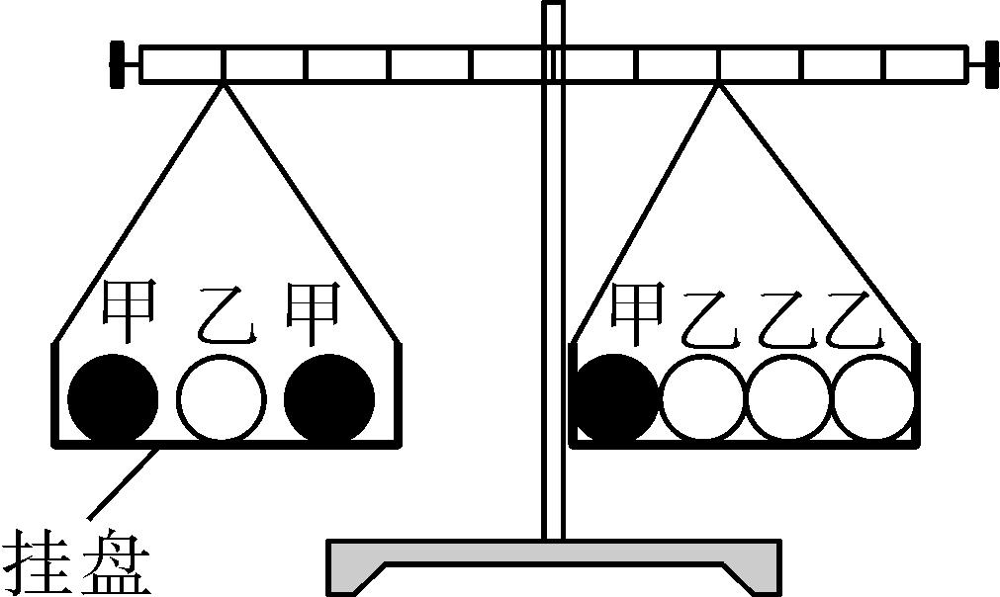 甲 乙 甲
甲 乙 乙 乙
挂盘